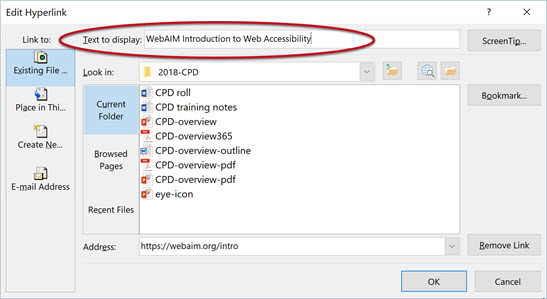 Edit Hyperlink
? ×
Link to:
Text to display: WebAIM Introduction to Web Accessibility
ScreenTip...
Existing File ...
Look in:
2018-CPD
Place in Thi...
Create New...
E-mail Address
Current Folder
Browsed Pages
Recent Files
CPD roll
CPD training notes
CPD-overview
CPD-overview365
CPD-overview-outline
CPD-overview-pdf
CPD-overview-pdf
eye-icon
Bookmark...
Address:
https://webaim.org/intro
Remove Link
OK
Cancel